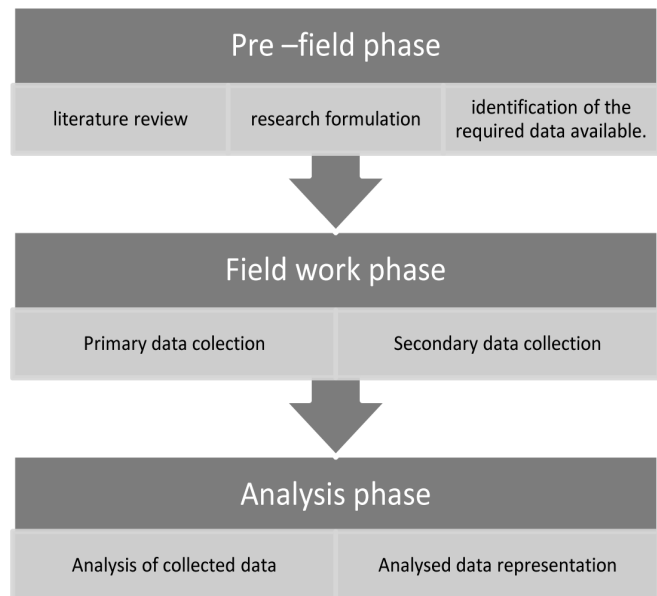 Pre –field phase
literature review
research formulation
identification of the
required data available.
Field work phase
Primary data colection
Secondary data collection
Analysis phase
Analysis of collected data
Analysed data representation